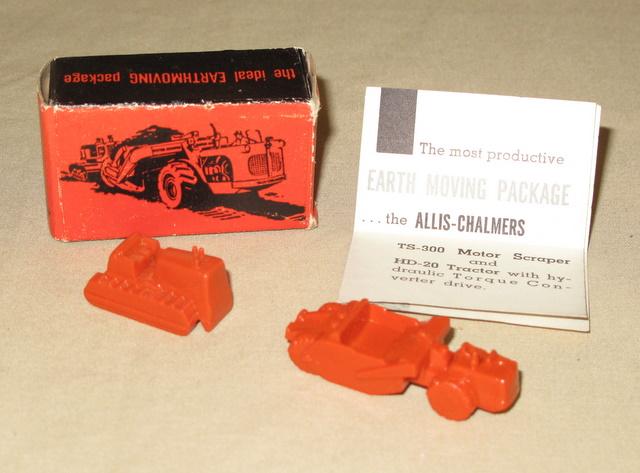 the ideal EARTHMOVING package
The most productive
EARTH MOVING PACKAGE
...the ALLIS-CHALMERS
TS-300 Motor Scraper
and
HD-20 Tractor with hy-
draulic Torque Con-
verter drive.